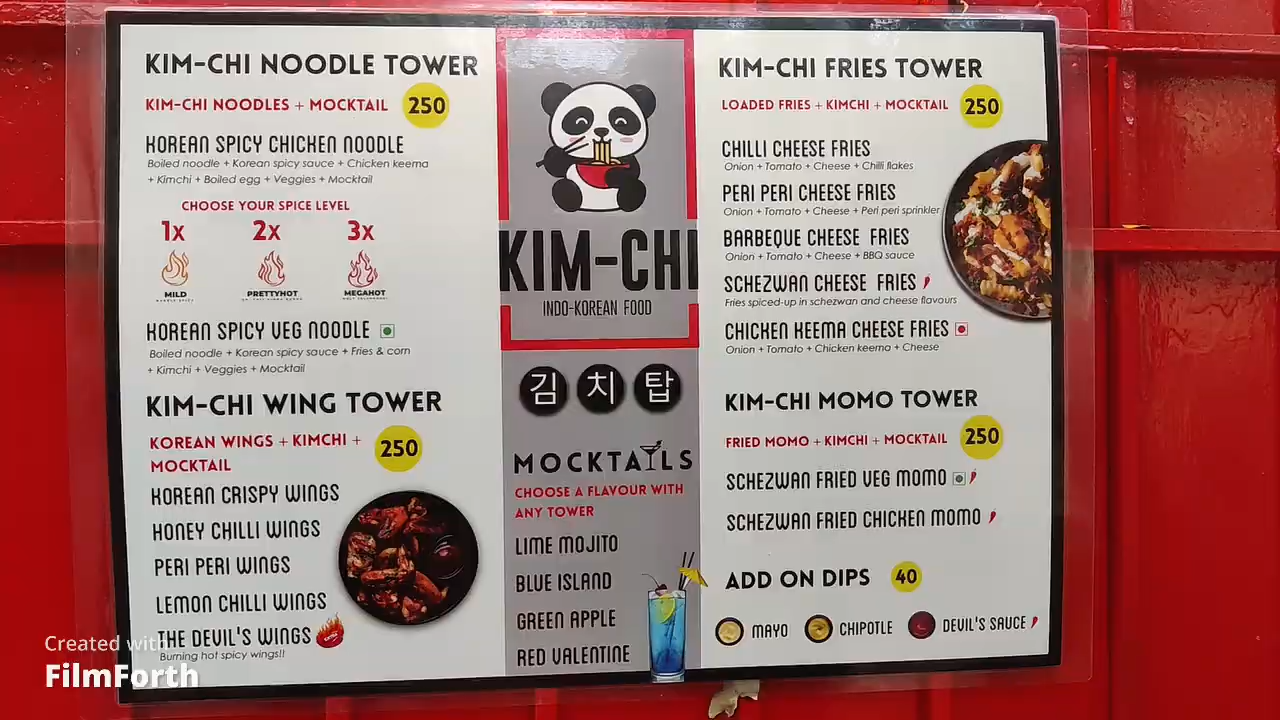 KIM-CHI NOODLE TOWER
KIM-CHI NOODLES + MOCKTAIL 250
KOREAN SPICY CHICKEN NOODLE
Boiled noodle + Korean spicy sauce + Chicken keema
+ Kimchi + Boiled egg + Veggies + Mocktail
CHOOSE YOUR SPICE LEVEL
1x 2x 3x
MILD PRETTYHOT MEGAHOT
KOREAN SPICY VEG NOODLE
Boiled noodle + Korean spicy sauce + Fries & corn
+ Kimchi + Veggies + Mocktail
KIM-CHI WING TOWER
KOREAN WINGS + KIMCHI + 250
MOCKTAIL
KOREAN CRISPY WINGS
HONEY CHILLI WINGS
PERI PERI WINGS
LEMON CHILLI WINGS
THE DEVIL'S WINGS
Burning hot spicy wings!!
KIM-CHI
INDO-KOREAN FOOD
김치탑
MOCKTAILS
CHOOSE A FLAVOUR WITH
ANY TOWER
LIME MOJITO
BLUE ISLAND
GREEN APPLE
RED VALENTINE
KIM-CHI FRIES TOWER
LOADED FRIES + KIMCHI + MOCKTAIL 250
CHILLI CHEESE FRIES
Onion + Tomato + Cheese + Chilli flakes
PERI PERI CHEESE FRIES
Onion + Tomato + Cheese + Peri peri sprinkler
BARBEQUE CHEESE FRIES
Onion + Tomato + Cheese + BBQ sauce
SCHEZWAN CHEESE FRIES
Fries spiced-up in schezwan and cheese flavours
CHICKEN KEEMA CHEESE FRIES
Onion + Tomato + Chicken keema + Cheese
KIM-CHI MOMO TOWER
FRIED MOMO + KIMCHI + MOCKTAIL 250
SCHEZWAN FRIED VEG MOMO
SCHEZWAN FRIED CHICKEN MOMO
ADD ON DIPS 40
MAYO CHIPOTLE DEVIL'S SAUCE
Created with
FilmForth